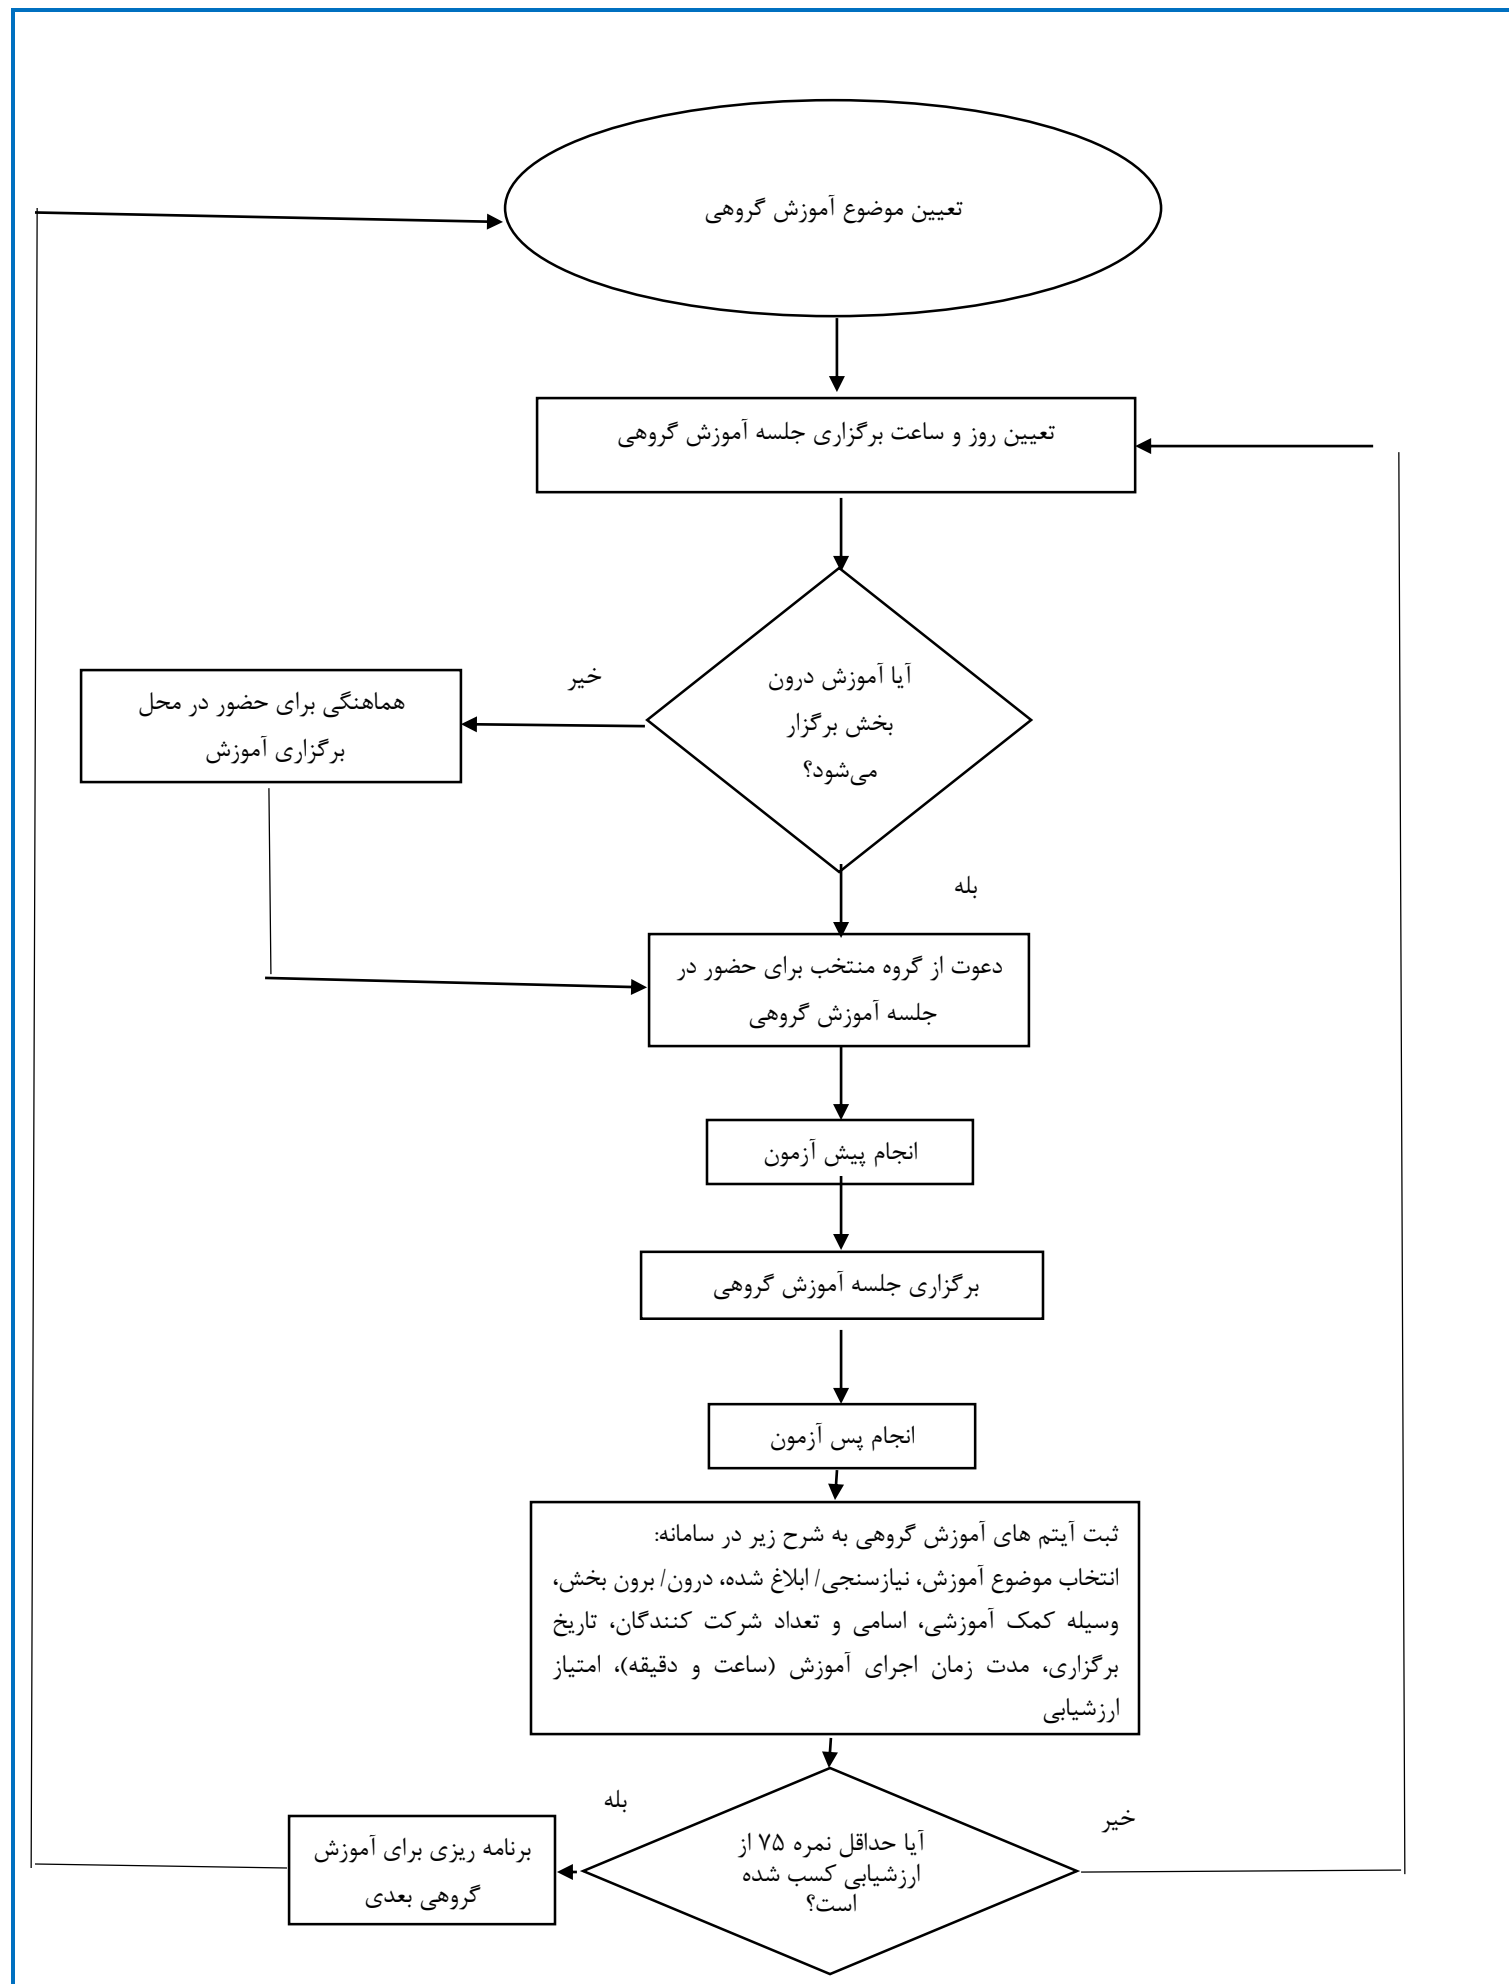 تعیین موضوع آموزش گروهی
تعیین روز و ساعت برگزاری جلسه آموزش گروهی
آیا آموزش درون
بخش برگزار
می‌شود؟
خیر
هماهنگی برای حضور در محل
برگزاری آموزش
بله
دعوت از گروه منتخب برای حضور در
جلسه آموزش گروهی
انجام پیش آزمون
برگزاری جلسه آموزش گروهی
انجام پس آزمون
ثبت آیتم های آموزش گروهی به شرح زیر در سامانه:
انتخاب موضوع آموزش، نیازسنجی/ ابلاغ شده، درون/ برون بخش،
وسیله کمک آموزشی، اسامی و تعداد شرکت کنندگان، تاریخ
برگزاری، مدت زمان اجرای آموزش (ساعت و دقیقه)، امتیاز
ارزشیابی
آیا حداقل نمره ۷۵ از
ارزشیابی کسب شده
است؟
خیر
بله
برنامه ریزی برای آموزش
گروهی بعدی